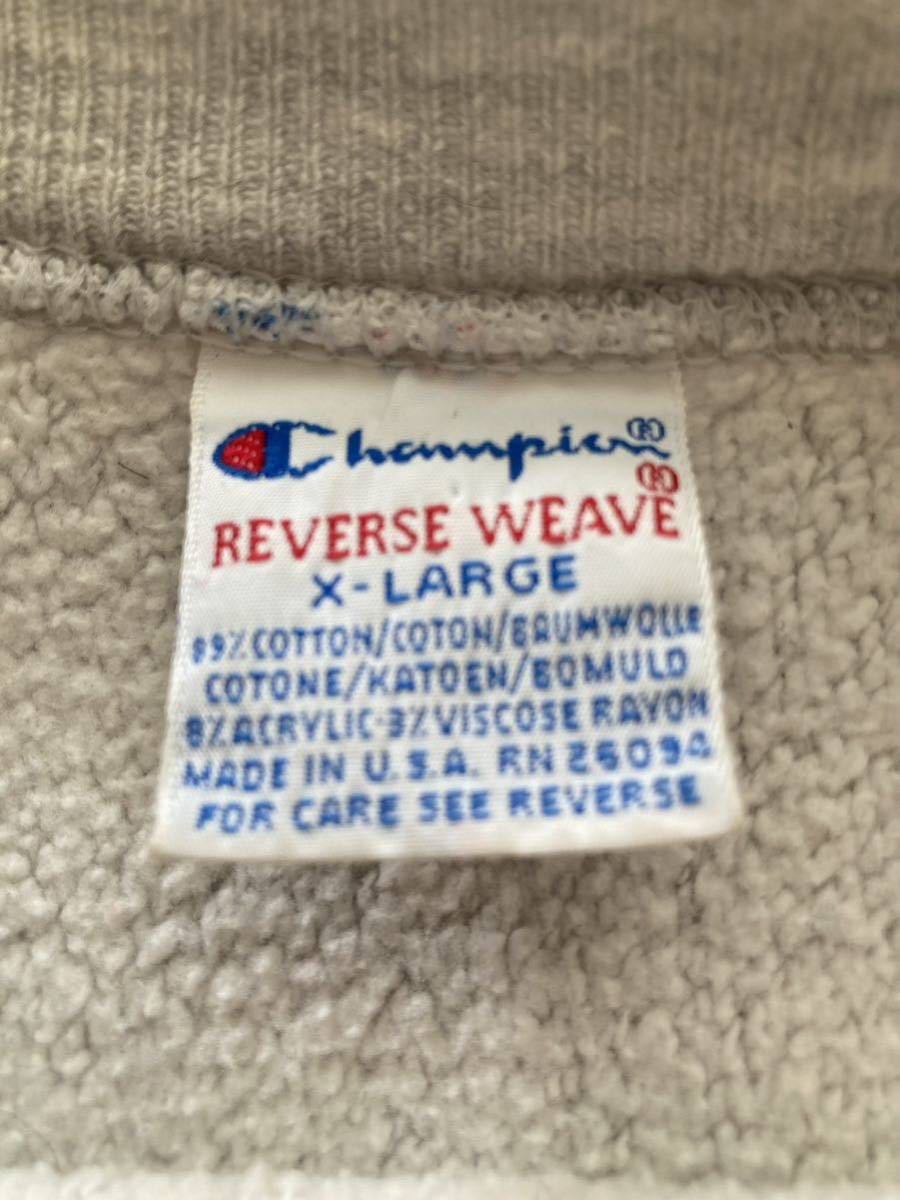 Champion®
®
REVERSE WEAVE
X-LARGE
89% COTTON/COTON/BAUMWOLLE
COTONE/KATOEN/BOMULD
8% ACRYLIC-3% VISCOSE RAYON
MADE IN U.S.A. RN 26094
FOR CARE SEE REVERSE